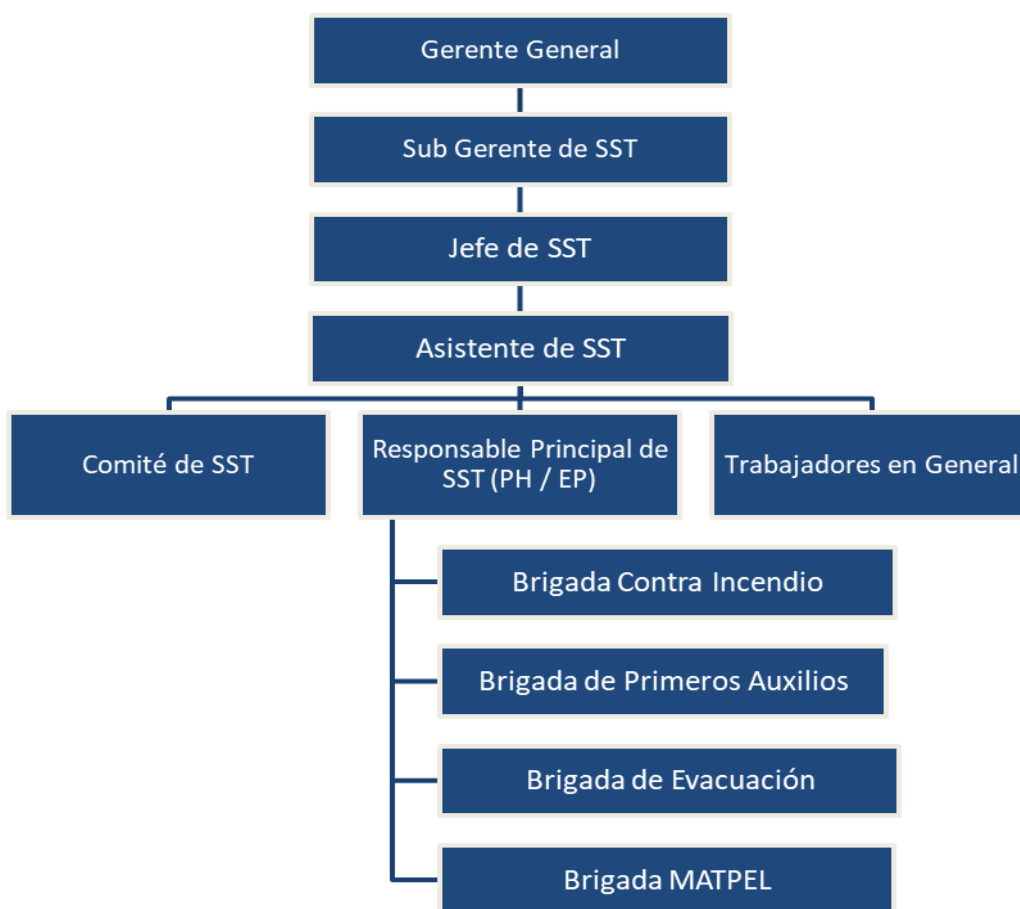 Gerente General
Sub Gerente de SST
Jefe de SST
Asistente de SST
Comité de SST
Responsable Principal de
SST (PH / EP)
Trabajadores en General
Brigada Contra Incendio
Brigada de Primeros Auxilios
Brigada de Evacuación
Brigada MATPEL